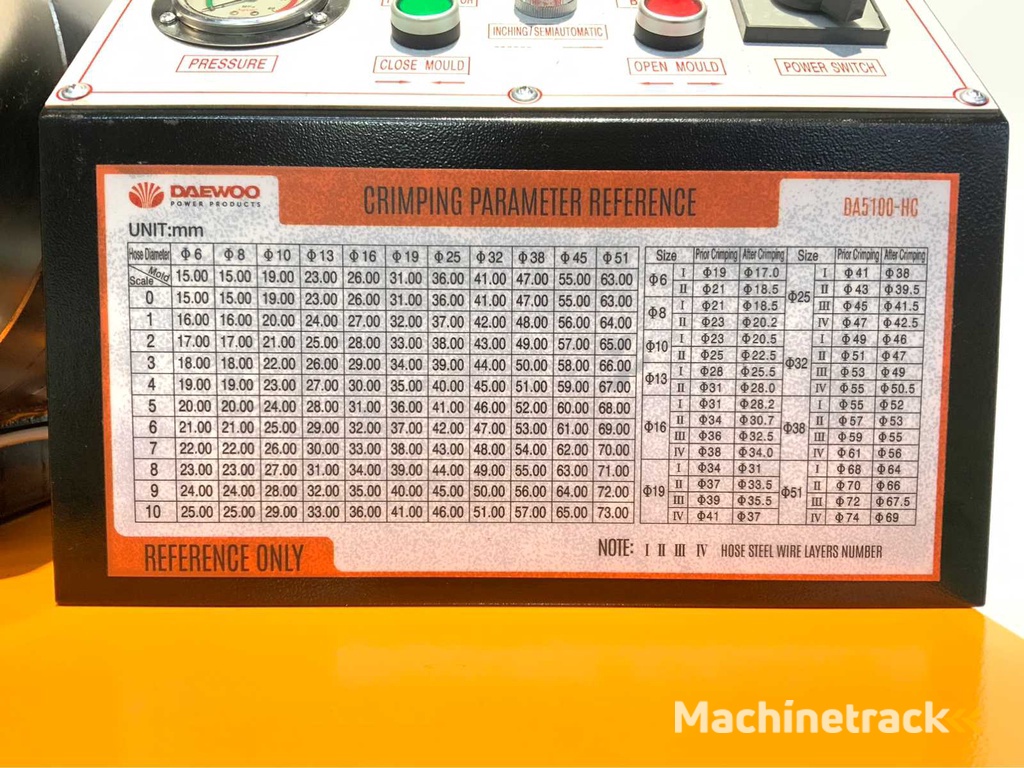 INCHING/SEMIAUTOMATIC
PRESSURE
CLOSE MOULD
OPEN MOULD
POWER SWITCH
DAEWOO
POWER PRODUCTS
CRIMPING PARAMETER REFERENCE
DA5100-HC
UNIT:mm
Hose Diameter Φ6 Φ8 Φ10 Φ13 Φ16 Φ19 Φ25 Φ32 Φ38 Φ45 Φ51
Scale Mold 15.00 15.00 19.00 23.00 26.00 31.00 36.00 41.00 47.00 55.00 63.00
0 15.00 15.00 19.00 23.00 26.00 31.00 36.00 41.00 47.00 55.00 63.00
1 16.00 16.00 20.00 24.00 27.00 32.00 37.00 42.00 48.00 56.00 64.00
2 17.00 17.00 21.00 25.00 28.00 33.00 38.00 43.00 49.00 57.00 65.00
3 18.00 18.00 22.00 26.00 29.00 34.00 39.00 44.00 50.00 58.00 66.00
4 19.00 19.00 23.00 27.00 30.00 35.00 40.00 45.00 51.00 59.00 67.00
5 20.00 20.00 24.00 28.00 31.00 36.00 41.00 46.00 52.00 60.00 68.00
6 21.00 21.00 25.00 29.00 32.00 37.00 42.00 47.00 53.00 61.00 69.00
7 22.00 22.00 26.00 30.00 33.00 38.00 43.00 48.00 54.00 62.00 70.00
8 23.00 23.00 27.00 31.00 34.00 39.00 44.00 49.00 55.00 63.00 71.00
9 24.00 24.00 28.00 32.00 35.00 40.00 45.00 50.00 56.00 64.00 72.00
10 25.00 25.00 29.00 33.00 36.00 41.00 46.00 51.00 57.00 65.00 73.00
Size Prior Crimping After Crimping
Φ6 I Φ19 Φ17.0
II Φ21 Φ18.5
Φ8 I Φ21 Φ18.5
II Φ23 Φ20.2
Φ10 I Φ23 Φ20.5
II Φ25 Φ22.5
Φ13 I Φ28 Φ25.5
II Φ31 Φ28.0
Φ16 I Φ31 Φ28.2
II Φ34 Φ30.7
III Φ36 Φ32.5
IV Φ38 Φ34.0
Φ19 I Φ34 Φ31
II Φ37 Φ33.5
III Φ39 Φ35.5
IV Φ41 Φ37
Size Prior Crimping After Crimping
Φ25 I Φ41 Φ38
II Φ43 Φ39.5
III Φ45 Φ41.5
IV Φ47 Φ42.5
Φ32 I Φ49 Φ46
II Φ51 Φ47
III Φ53 Φ49
IV Φ55 Φ50.5
Φ38 I Φ55 Φ52
II Φ57 Φ53
III Φ59 Φ55
IV Φ61 Φ56
Φ51 I Φ68 Φ64
II Φ70 Φ66
III Φ72 Φ67.5
IV Φ74 Φ69
REFERENCE ONLY
NOTE: I II III IV HOSE STEEL WIRE LAYERS NUMBER
Machinetrack